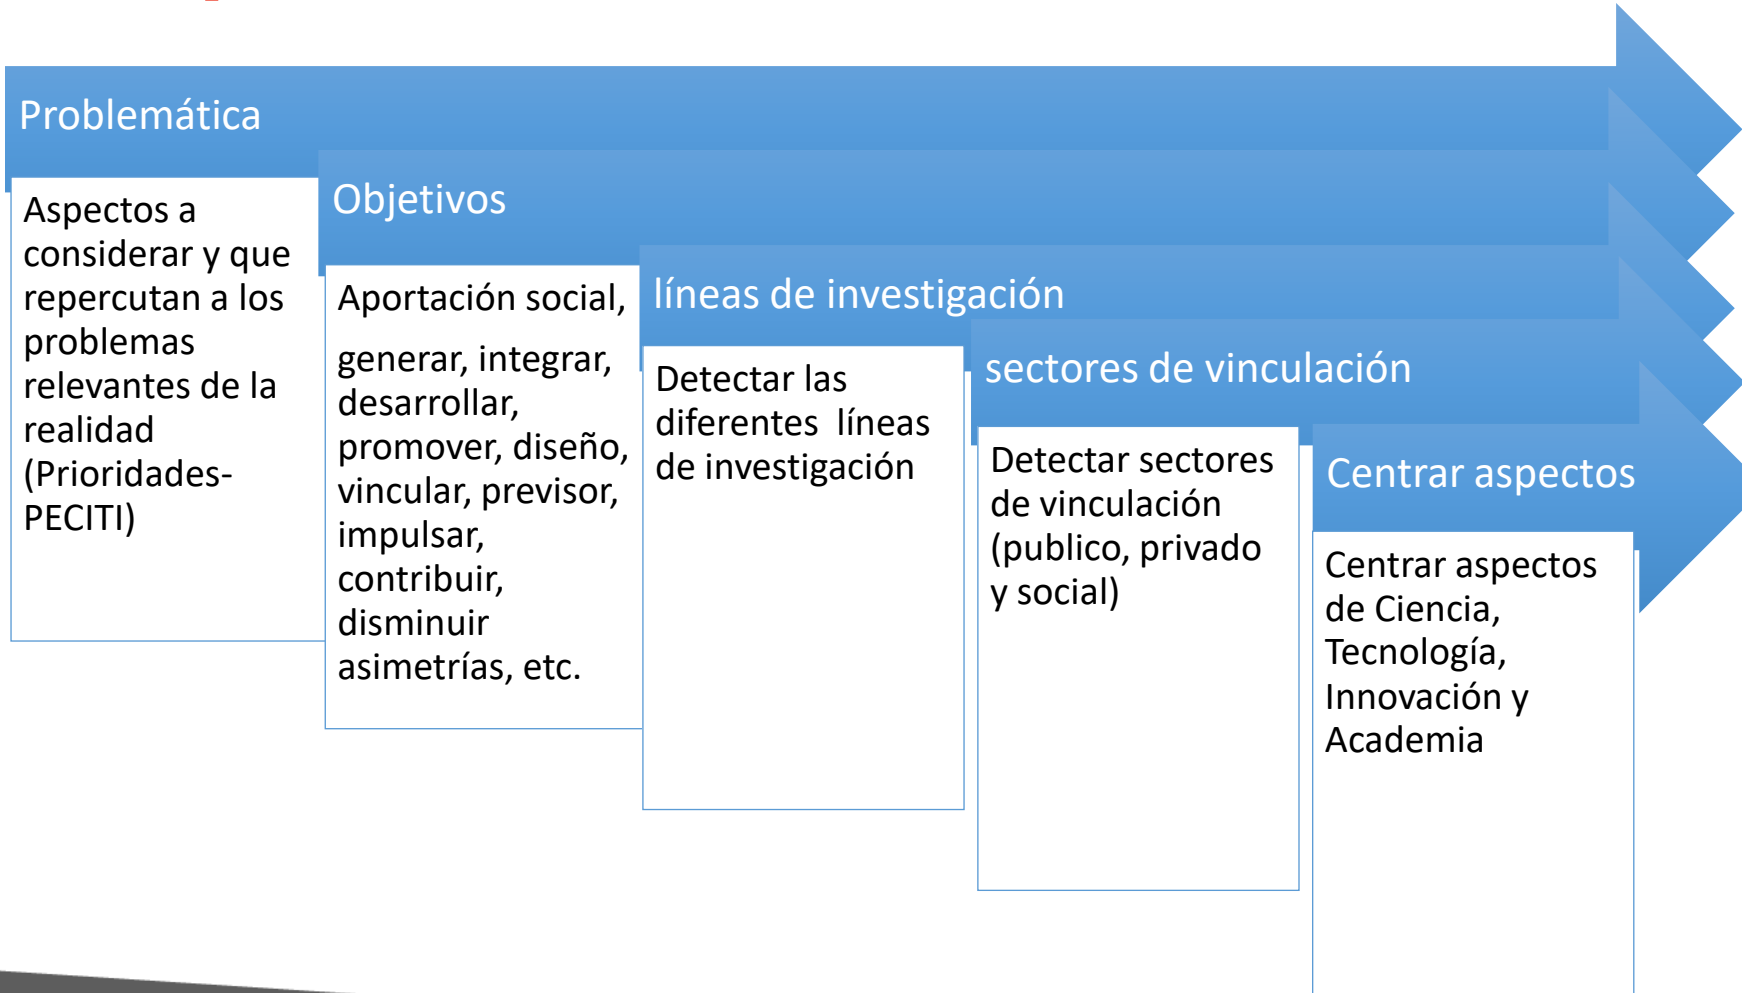 Problemática
Aspectos a
considerar y que
repercutan a los
problemas
relevantes de la
realidad
(Prioridades-
PECITI)
Objetivos
Aportación social,
generar, integrar,
desarrollar,
promover, diseño,
vincular, previsor,
impulsar,
contribuir,
disminuir
asimetrías, etc.
líneas de investigación
Detectar las
diferentes  líneas
de investigación
sectores de vinculación
Detectar sectores
de vinculación
(publico, privado
y social)
Centrar aspectos
Centrar aspectos
de Ciencia,
Tecnología,
Innovación y
Academia